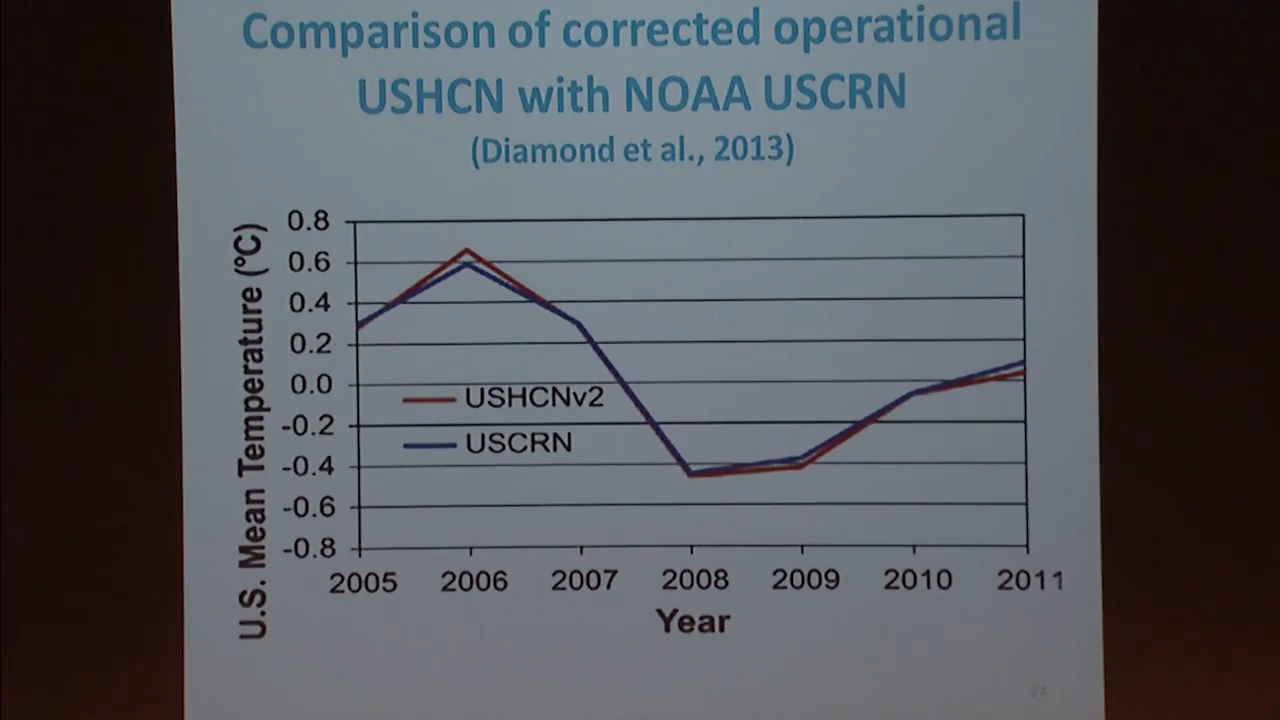 Comparison of corrected operational
USHCN with NOAA USCRN
(Diamond et al., 2013)
U.S. Mean Temperature (°C)
0.8
0.6
0.4
0.2
0.0
-0.2
-0.4
-0.6
-0.8
USHCNv2
USCRN
2005 2006 2007 2008 2009 2010 2011
Year
24